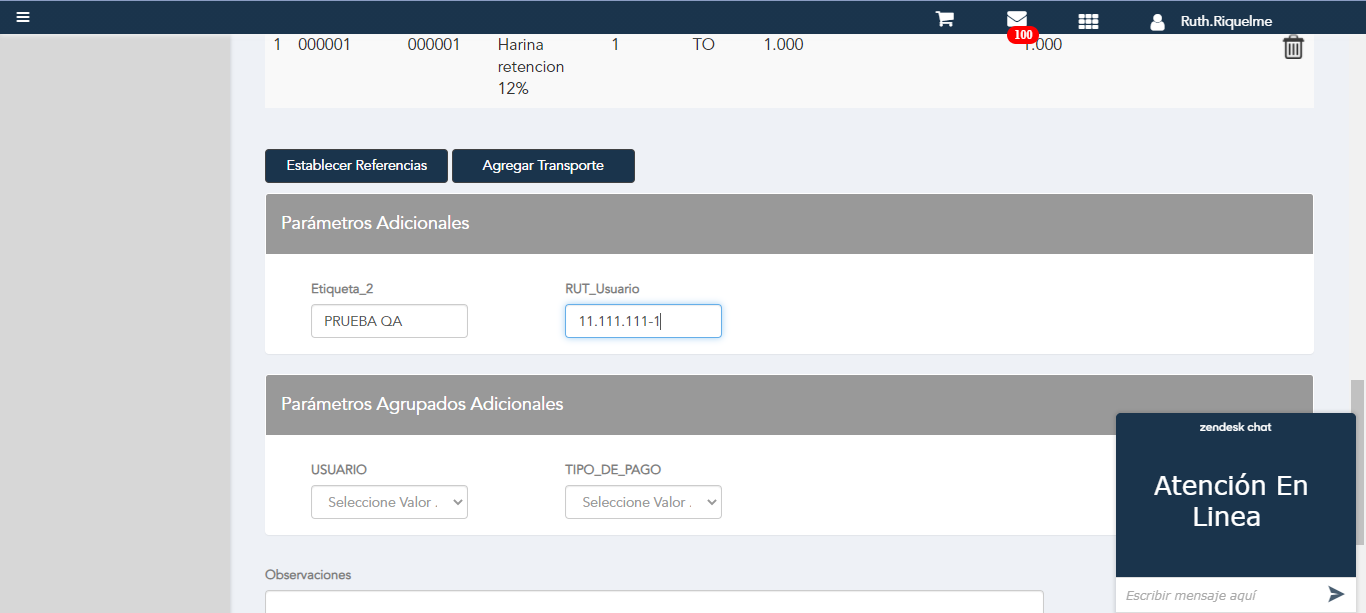 Ruth.Riquelme
100
1 000001 000001 Harina 1 TO 1.000 1.000
retencion
12%
Establecer Referencias Agregar Transporte
Parámetros Adicionales
Etiqueta_2 RUT_Usuario
PRUEBA QA 11.111.111-1
Parámetros Agrupados Adicionales
USUARIO TIPO_DE_PAGO
Seleccione Valor . Seleccione Valor .
Observaciones
zendesk chat
Atención En
Linea
Escribir mensaje aquí